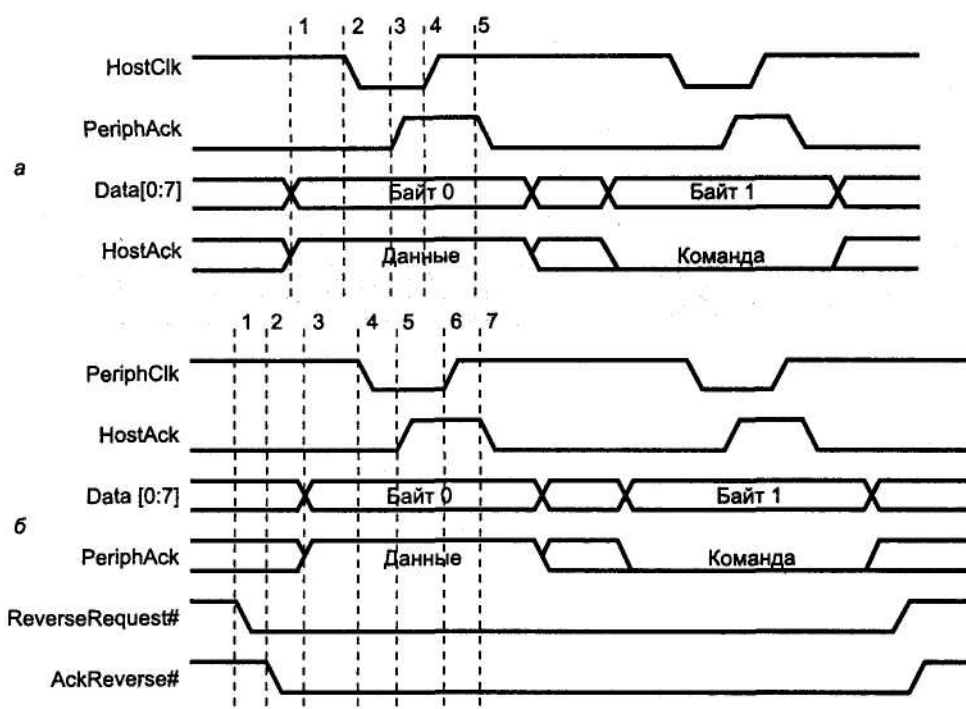 1 2 3 4 5
HostClk
PeriphAck
а
Data[0:7] Байт 0 Байт 1
HostAck Данные Команда
1 2 3 4 5 6 7
PeriphClk
HostAck
Data [0:7] Байт 0 Байт 1
б
PeriphAck Данные Команда
ReverseRequest#
AckReverse#